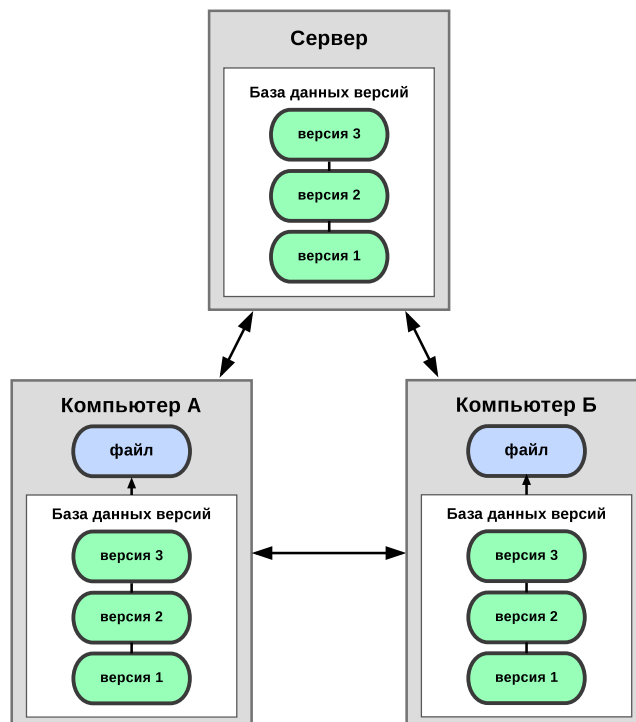 Сервер
База данных версий
версия 3
версия 2
версия 1
Компьютер А
файл
База данных версий
версия 3
версия 2
версия 1
Компьютер Б
файл
База данных версий
версия 3
версия 2
версия 1